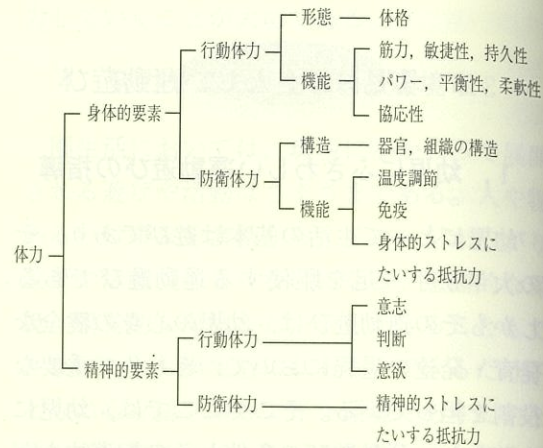 形態 体格
行動体力
筋力，敏捷性，持久性
機能 パワー，平衡性，柔軟性
身体的要素
協応性
構造 器官，組織の構造
防衛体力
温度調節
機能 免疫
身体的ストレスに
たいする抵抗力
体力
意志
行動体力 判断
精神的要素
意欲
防衛体力 精神的ストレスに
たいする抵抗力